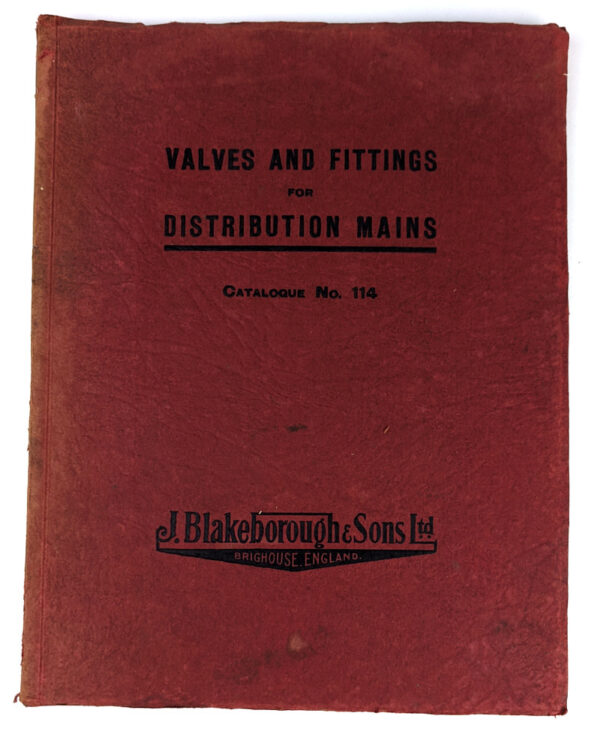 VALVES AND FITTINGS
FOR
DISTRIBUTION MAINS
CATALOGUE NO. 114
J. Blakeborough & Sons Ltd.
BRIGHOUSE. ENGLAND.